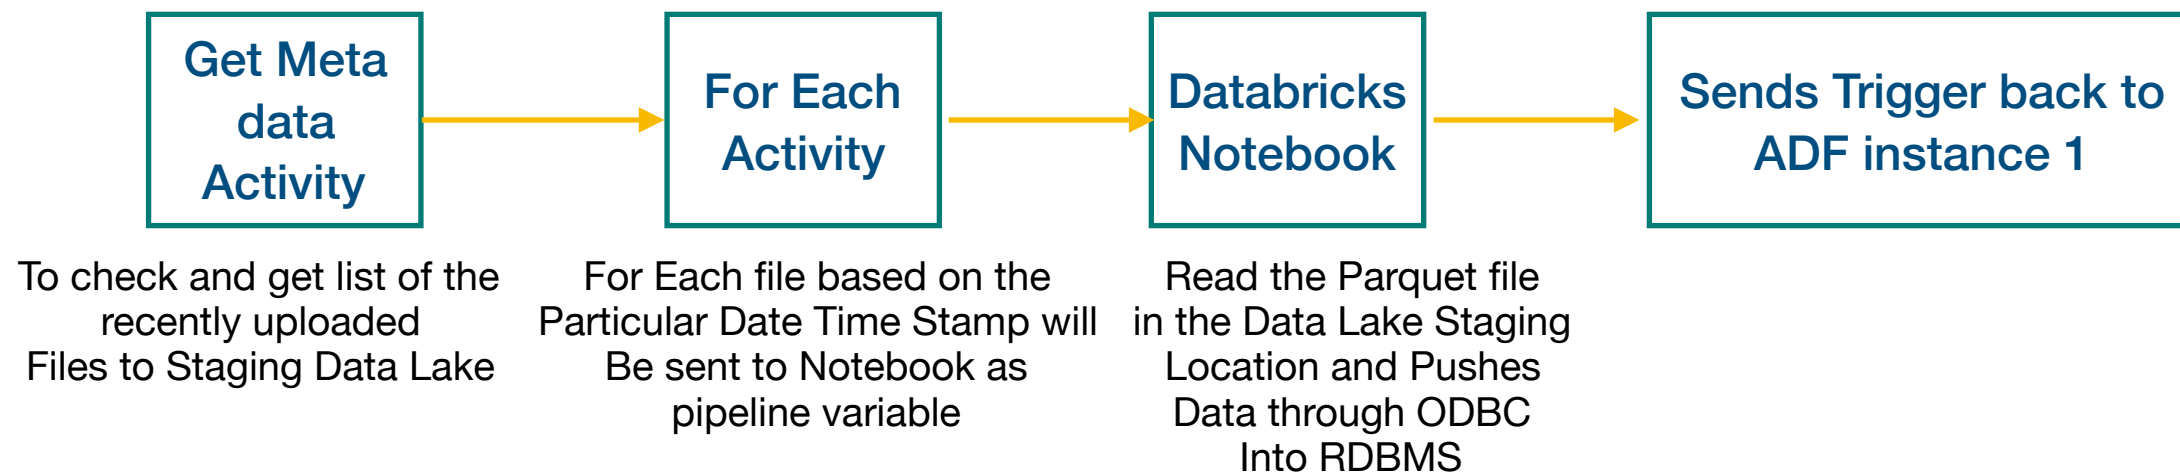 Get Meta
data
Activity
For Each
Activity
Databricks
Notebook
Sends Trigger back to
ADF instance 1
To check and get list of the
recently uploaded
Files to Staging Data Lake
For Each file based on the
Particular Date Time Stamp will
Be sent to Notebook as
pipeline variable
Read the Parquet file
in the Data Lake Staging
Location and Pushes
Data through ODBC
Into RDBMS